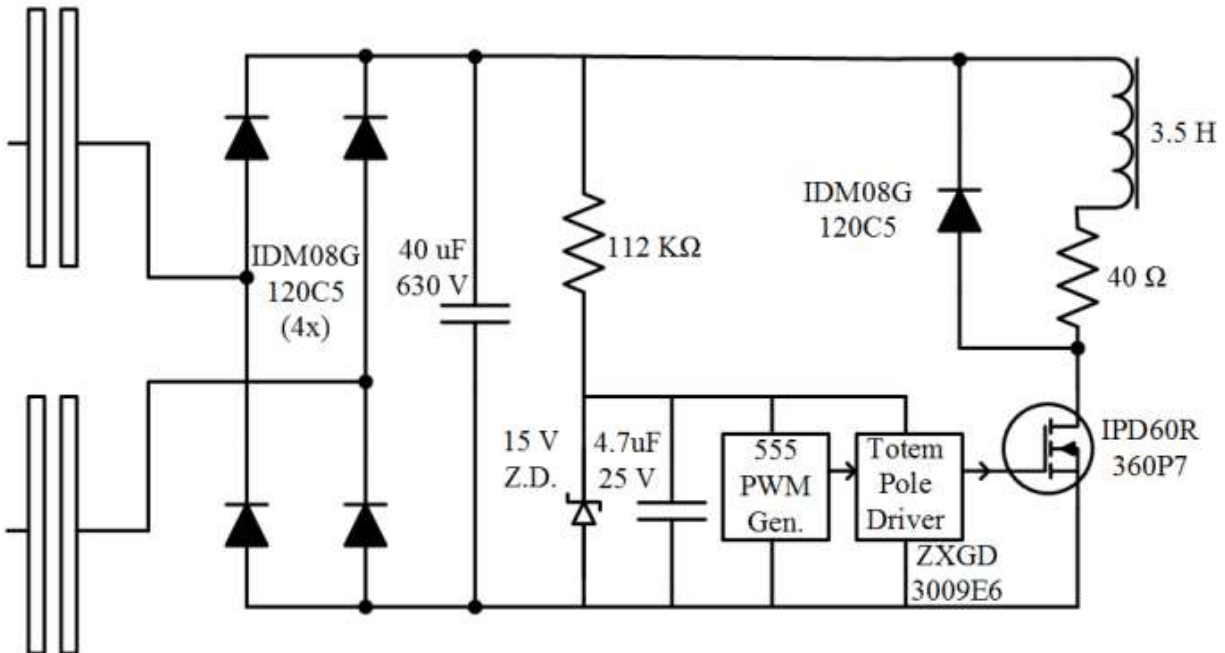 3.5 H
IDM08G
120C5
IDM08G
120C5
(4x)
40 uF
630 V
112 KΩ
40 Ω
15 V
Z.D.
4.7uF
25 V
555
PWM
Gen.
Totem
Pole
Driver
ZXGD
3009E6
IPD60R
360P7